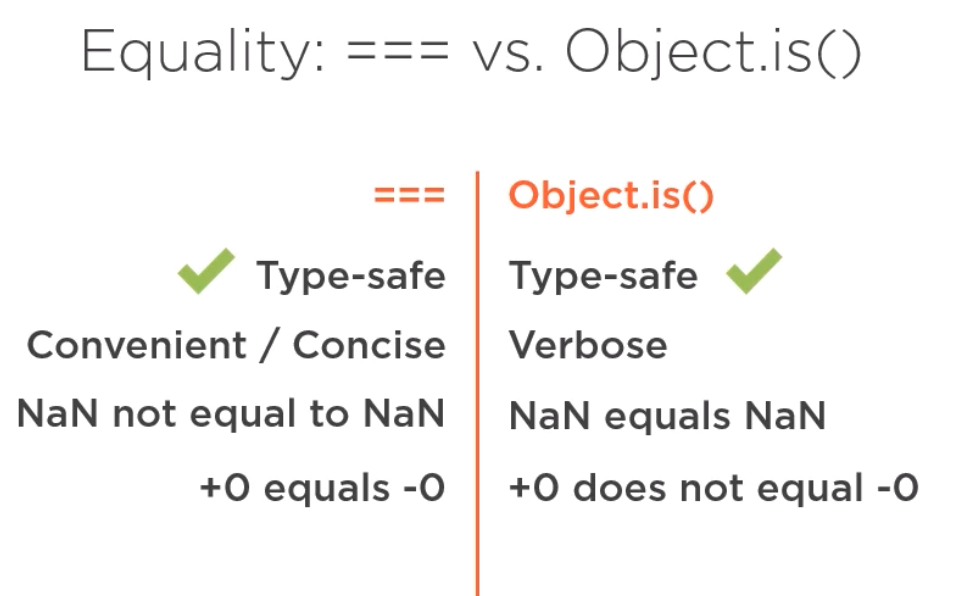 Equality: === vs. Object.is()
=== Object.is()
Type-safe Type-safe
Convenient / Concise Verbose
NaN not equal to NaN NaN equals NaN
+0 equals -0 +0 does not equal -0